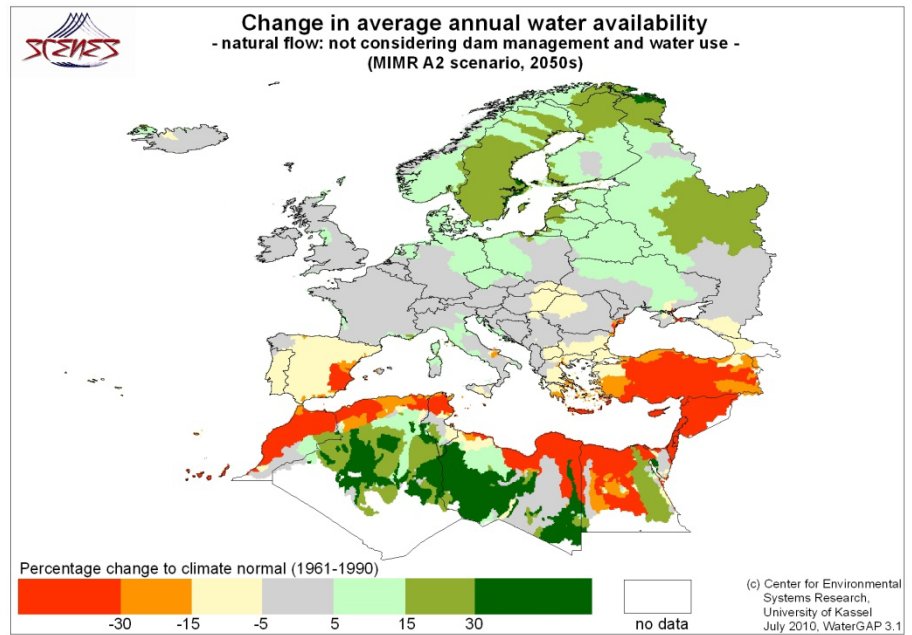 SCENES
Change in average annual water availability
- natural flow: not considering dam management and water use -
(MIMR A2 scenario, 2050s)
Percentage change to climate normal (1961-1990)
-30 -15 -5 5 15 30
no data
(c) Center for Environmental
Systems Research,
University of Kassel
July 2010, WaterGAP 3.1